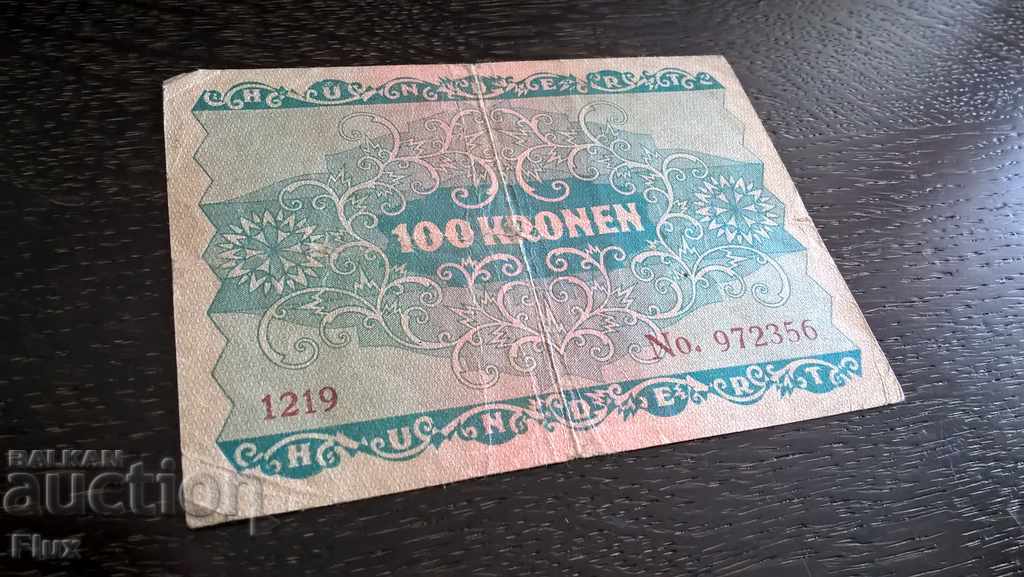 HUNDERT
100 KRONEN
No. 972356
1219
HUNDERT
BALKAN
auction
Flux